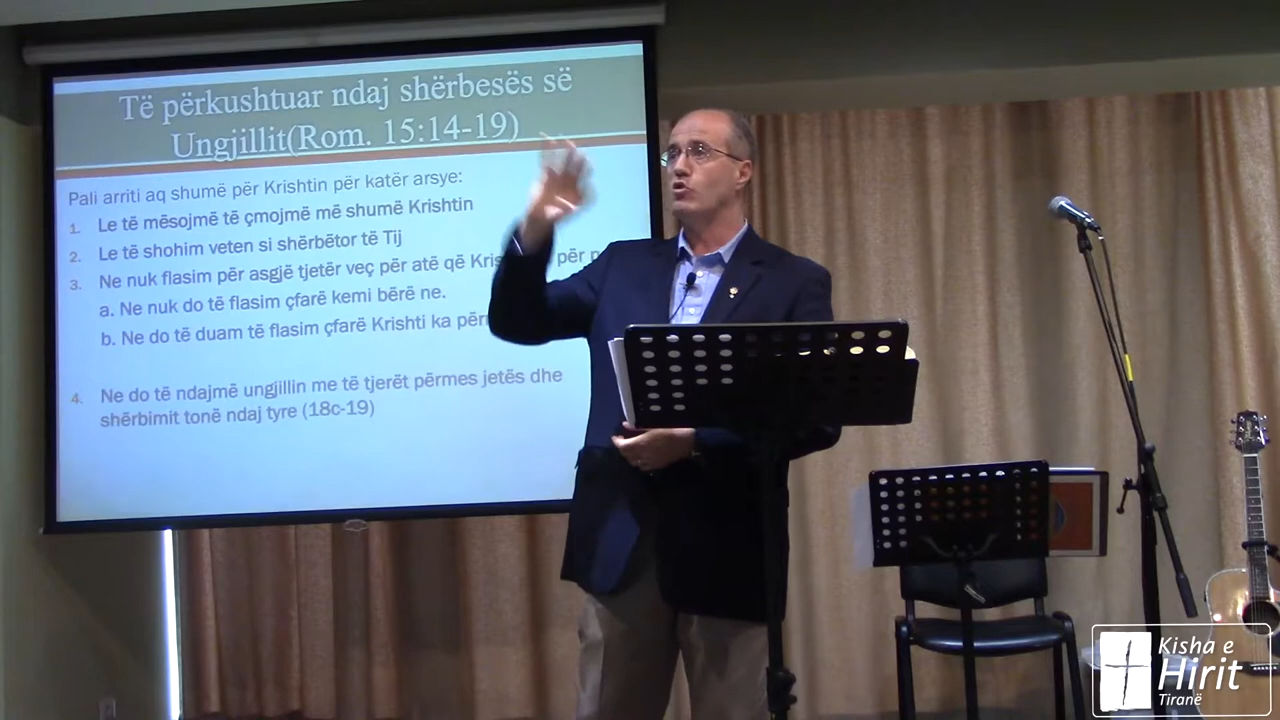 Të përkushtuar ndaj shërbesës së
Ungjillit(Rom. 15:14-19)
Pali arriti aq shumë për Krishtin për katër arsye:
1. Le të mësojmë të çmojmë më shumë Krishtin
2. Le të shohim veten si shërbëtor të Tij
3. Ne nuk flasim për asgjë tjetër veç për atë që për
a. Ne nuk do të flasim çfarë kemi bërë ne.
b. Ne do të duam të flasim çfarë Krishti ka
4. Ne do të ndajmë ungjillin me të tjerët përmes jetës dhe
shërbimit tonë ndaj tyre (18c-19)
Kisha e
Hirit
Tiranë